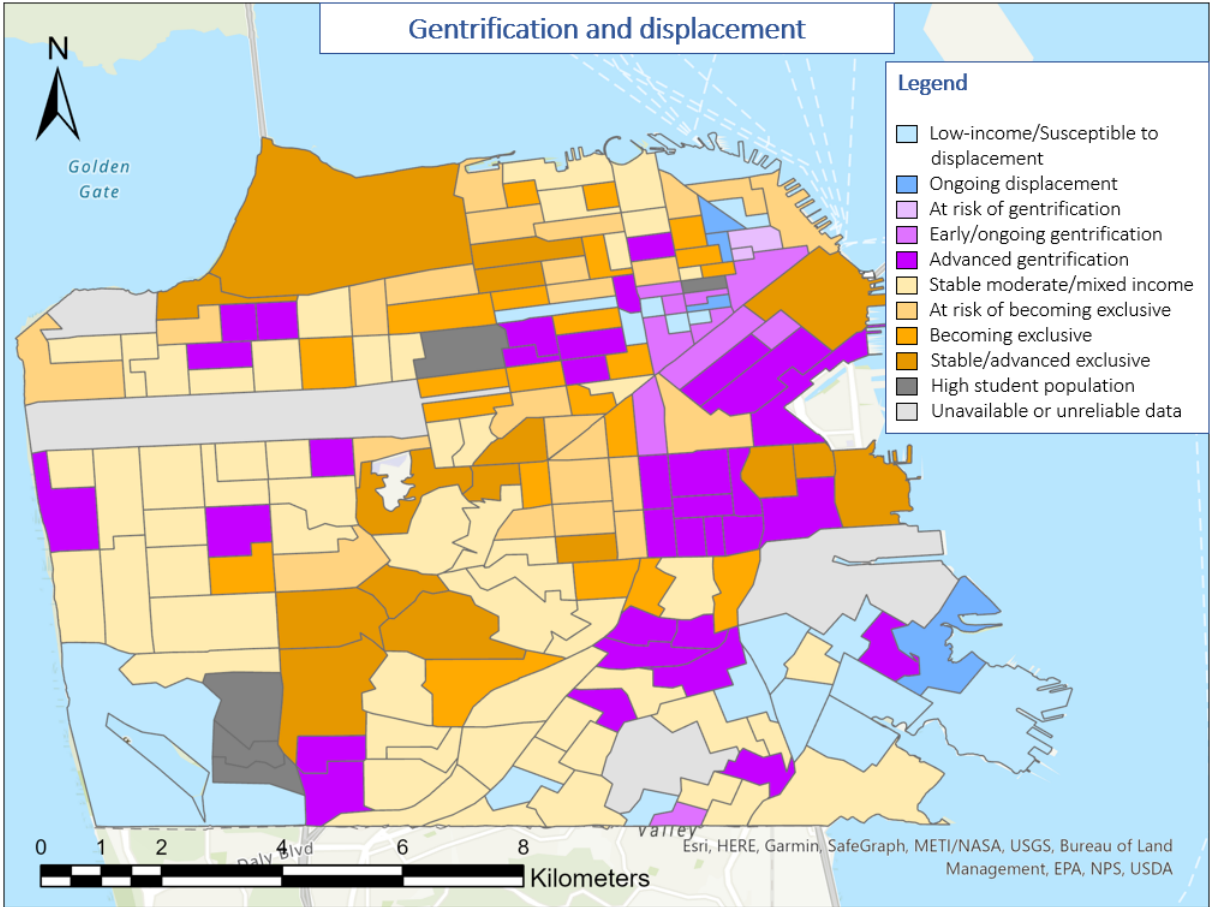 Gentrification and displacement
N
Golden
Gate
Legend
Low-income/Susceptible to
displacement
Ongoing displacement
At risk of gentrification
Early/ongoing gentrification
Advanced gentrification
Stable moderate/mixed income
At risk of becoming exclusive
Becoming exclusive
Stable/advanced exclusive
High student population
Unavailable or unreliable data
0 1 2 4 6 8
Kilometers
Daly Blvd
Valley
Esri, HERE, Garmin, SafeGraph, METI/NASA, USGS, Bureau of Land
Management, EPA, NPS, USDA